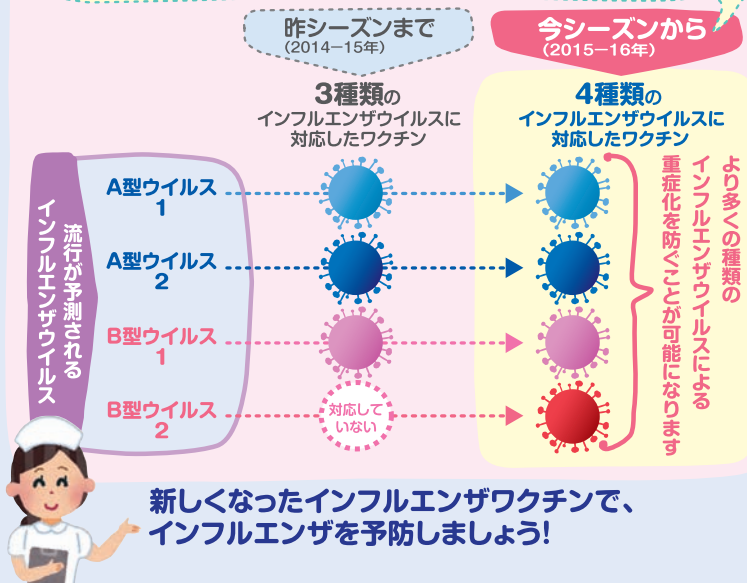 昨シーズンまで
（2014－15年）
今シーズンから
（2015－16年）
3種類の
インフルエンザウイルスに
対応したワクチン
4種類の
インフルエンザウイルスに
対応したワクチン
流行が予測される
インフルエンザウイルス
A型ウイルス
1
A型ウイルス
2
B型ウイルス
1
B型ウイルス
2
対応して
いない
より多くの種類の
インフルエンザウイルスによる
重症化を防ぐことが可能になります
新しくなったインフルエンザワクチンで、
インフルエンザを予防しましょう!